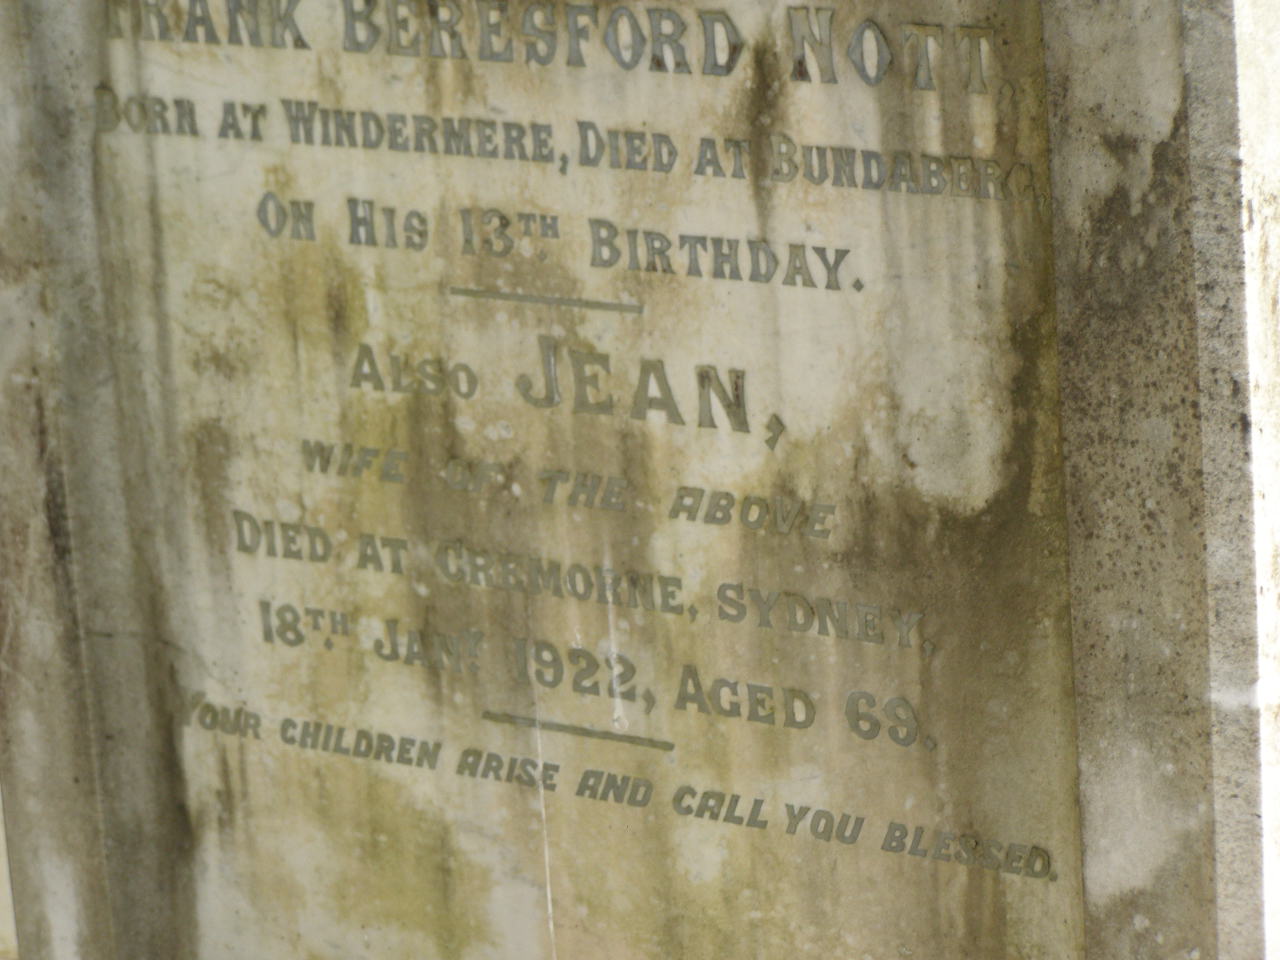 FRANK BERESFORD NOTT,
BORN AT WINDERMERE, DIED AT BUNDABERG,
ON HIS 13TH BIRTHDAY.
ALSO JEAN,
WIFE OF THE ABOVE
DIED AT CREMORNE, SYDNEY,
18TH JANY. 1922, AGED 69.
YOUR CHILDREN ARISE AND CALL YOU BLESSED.